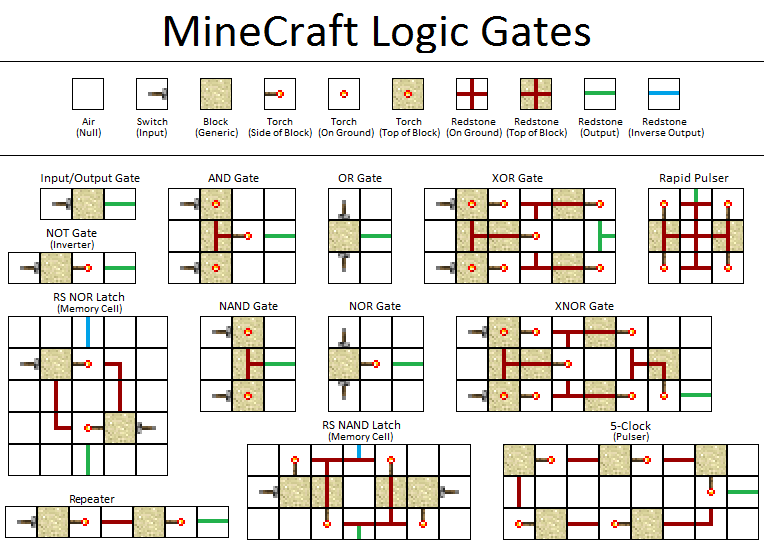 MineCraft Logic Gates
Air
(Null)
Switch
(Input)
Block
(Generic)
Torch
(Side of Block)
Torch
(On Ground)
Torch
(Top of Block)
Redstone
(On Ground)
Redstone
(Top of Block)
Redstone
(Output)
Redstone
(Inverse Output)
Input/Output Gate
AND Gate
OR Gate
XOR Gate
Rapid Pulser
NOT Gate
(Inverter)
RS NOR Latch
(Memory Cell)
NAND Gate
NOR Gate
XNOR Gate
RS NAND Latch
(Memory Cell)
5-Clock
(Pulser)
Repeater